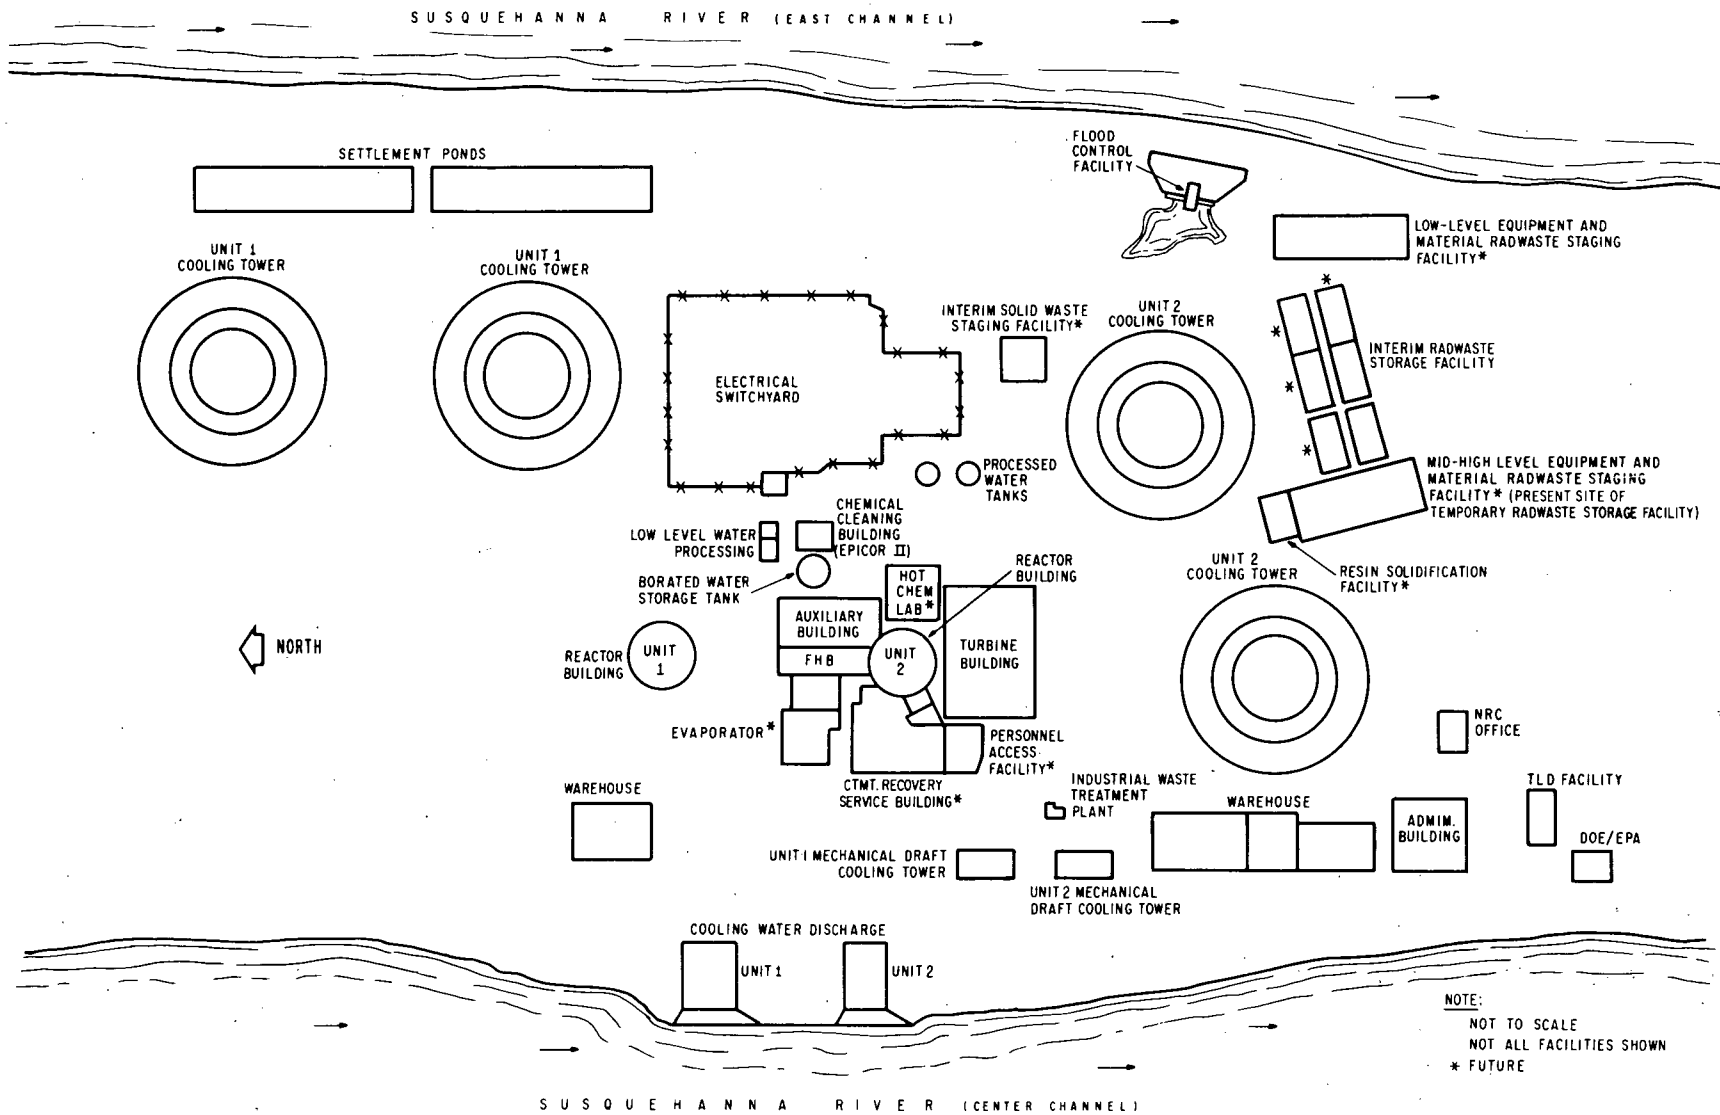 SUSQUEHANNA RIVER (EAST CHANNEL)
FLOOD
CONTROL
FACILITY
SETTLEMENT PONDS
LOW-LEVEL EQUIPMENT AND
MATERIAL RADWASTE STAGING
FACILITY*
UNIT 1
COOLING TOWER
UNIT 1
COOLING TOWER
INTERIM SOLID WASTE
STAGING FACILITY*
UNIT 2
COOLING TOWER
*
*
*
*
INTERIM RADWASTE
STORAGE FACILITY
ELECTRICAL
SWITCHYARD
PROCESSED
WATER
TANKS
MID-HIGH LEVEL EQUIPMENT AND
MATERIAL RADWASTE STAGING
FACILITY* (PRESENT SITE OF
TEMPORARY RADWASTE STORAGE FACILITY)
CHEMICAL
CLEANING
BUILDING
(EPICOR II)
LOW LEVEL WATER
PROCESSING
BORATED WATER
STORAGE TANK
HOT
CHEM
LAB*
REACTOR
BUILDING
UNIT 2
COOLING TOWER
RESIN SOLIDIFICATION
FACILITY*
AUXILIARY
BUILDING
NORTH
REACTOR
BUILDING
UNIT
1
FHB
UNIT
2
TURBINE
BUILDING
EVAPORATOR*
PERSONNEL
ACCESS
FACILITY*
NRC
OFFICE
CTMT. RECOVERY
SERVICE BUILDING*
INDUSTRIAL WASTE
TREATMENT
PLANT
WAREHOUSE
WAREHOUSE
ADMIM.
BUILDING
TLD FACILITY
DOE/EPA
UNIT 1 MECHANICAL DRAFT
COOLING TOWER
UNIT 2 MECHANICAL
DRAFT COOLING TOWER
COOLING WATER DISCHARGE
UNIT 1
UNIT 2
NOTE:
NOT TO SCALE
NOT ALL FACILITIES SHOWN
* FUTURE
SUSQUEHANNA RIVER (CENTER CHANNEL)